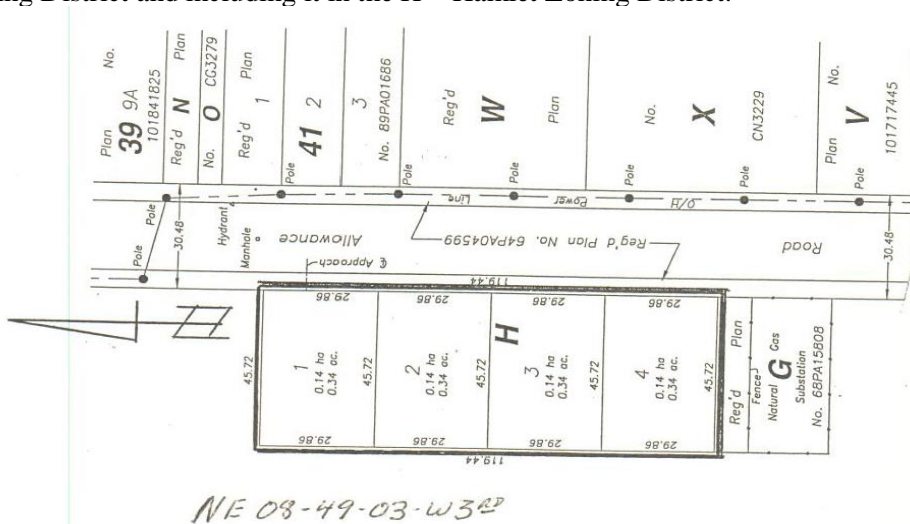 ing District and including it in the H – Hamlet Zoning District.
Plan 39 9A No.
101841825
Reg'd N Plan
No. O CG3279
Reg'd 1 Plan
41 2
3
No. 89PA01686
Reg'd W Plan
No. X CN3229
Plan V No.
101717445
Pole
Pole
Pole
Pole
Pole
Pole
Pole
Pole
O/H Power Line
30.48
30.48
Hydrant
Manhole
Road Allowance
Reg'd Plan No. 64PA04599
₠ Approach
119.44
29.86
29.86
29.86
29.86
45.72
1
0.14 ha
0.34 ac.
45.72
2
0.14 ha
0.34 ac.
45.72
H
3
0.14 ha
0.34 ac.
45.72
4
0.14 ha
0.34 ac.
45.72
29.86
29.86
29.86
29.86
119.44
Reg'd Plan
Fence
Natural G Gas
Substation
No. 68PA15808
NE 08-49-03-W3RD